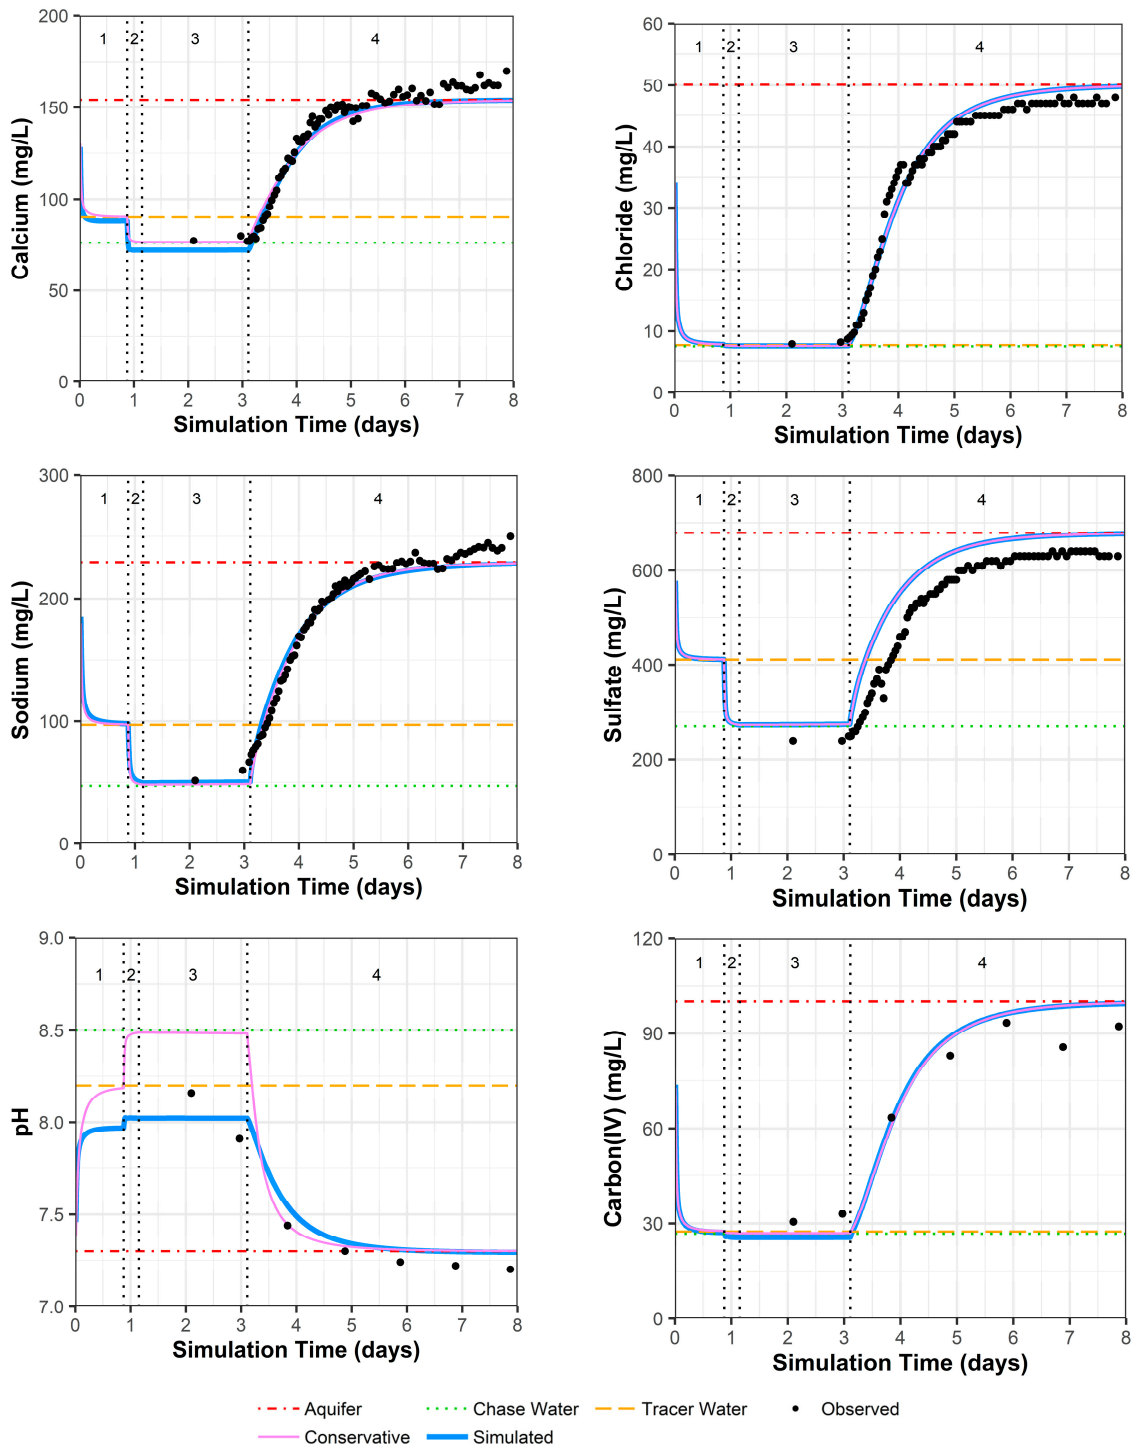 200
150
100
50
0
Calcium (mg/L)
1 2 3 4
0 1 2 3 4 5 6 7 8
Simulation Time (days)
60
50
40
30
20
10
0
Chloride (mg/L)
1 2 3 4
0 1 2 3 4 5 6 7 8
Simulation Time (days)
300
200
100
0
Sodium (mg/L)
1 2 3 4
0 1 2 3 4 5 6 7 8
Simulation Time (days)
800
600
400
200
0
Sulfate (mg/L)
1 2 3 4
0 1 2 3 4 5 6 7 8
Simulation Time (days)
9.0
8.5
8.0
7.5
7.0
pH
1 2 3 4
0 1 2 3 4 5 6 7 8
Simulation Time (days)
120
90
60
30
0
Carbon(IV) (mg/L)
1 2 3 4
0 1 2 3 4 5 6 7 8
Simulation Time (days)
Aquifer Chase Water Tracer Water Observed
Conservative Simulated